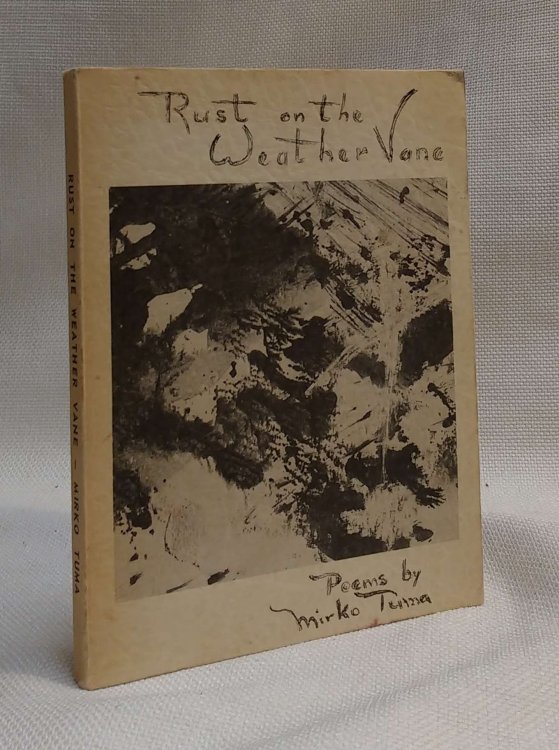 Rust on the
Weather Vane
Poems by
Mirko Tuma
RUST ON THE WEATHER VANE — MIRKO TUMA